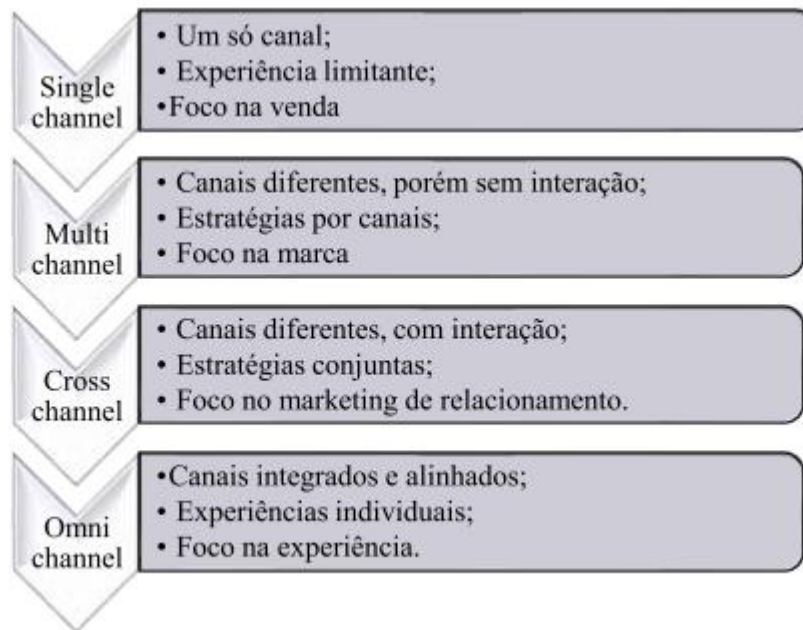 Single
channel
• Um só canal;
• Experiência limitante;
•Foco na venda
Multi
channel
• Canais diferentes, porém sem interação;
• Estratégias por canais;
• Foco na marca
Cross
channel
• Canais diferentes, com interação;
• Estratégias conjuntas;
• Foco no marketing de relacionamento.
Omni
channel
•Canais integrados e alinhados;
• Experiências individuais;
• Foco na experiência.